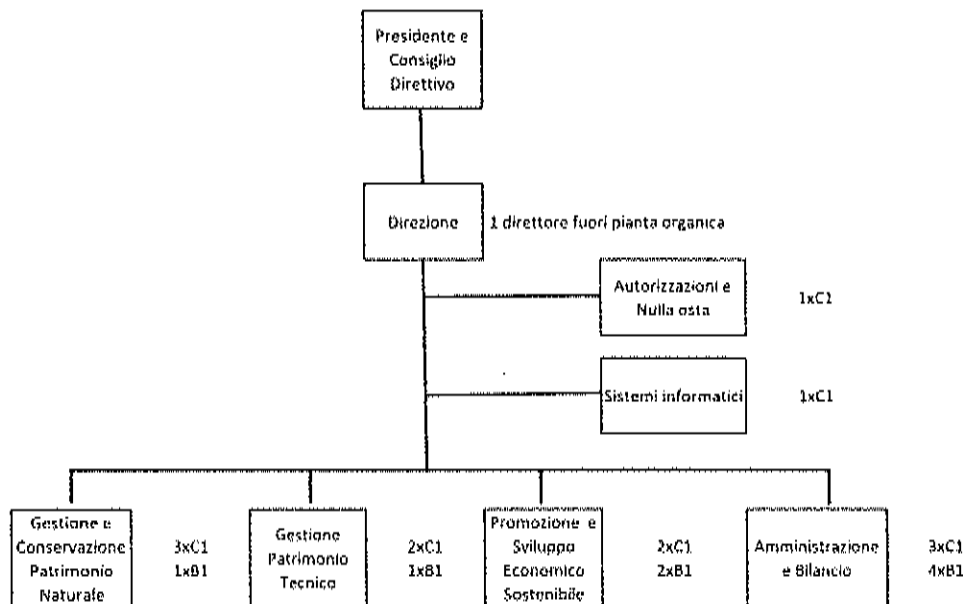 Presidente e
Consiglio
Direttivo
Direzione
1 direttore fuori pianta organica
Autorizzazioni e
Nulla osta
1xC1
Sistemi informatici
1xC1
Gestione e
Conservazione
Patrimonio
Naturale
3xC1
1xB1
Gestione
Patrimonio
Tecnico
2xC1
1xB1
Promozione e
Sviluppo
Economico
Sostenibile
2xC1
2xB1
Amministrazione
e Bilancio
3xC1
4xB1